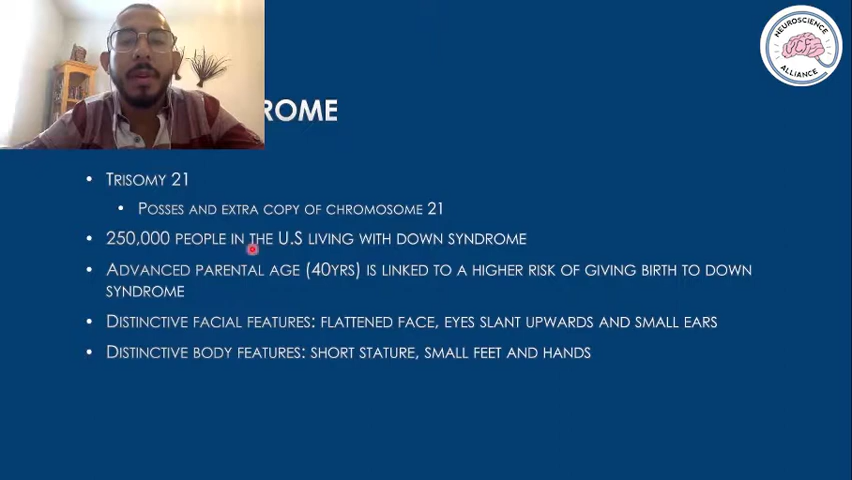 ROME
• TRISOMY 21
• POSSES AND EXTRA COPY OF CHROMOSOME 21
• 250,000 PEOPLE IN THE U.S LIVING WITH DOWN SYNDROME
• ADVANCED PARENTAL AGE (40YRS) IS LINKED TO A HIGHER RISK OF GIVING BIRTH TO DOWN
SYNDROME
• DISTINCTIVE FACIAL FEATURES: FLATTENED FACE, EYES SLANT UPWARDS AND SMALL EARS
• DISTINCTIVE BODY FEATURES: SHORT STATURE, SMALL FEET AND HANDS
NEUROSCIENCE
UCF
ALLIANCE